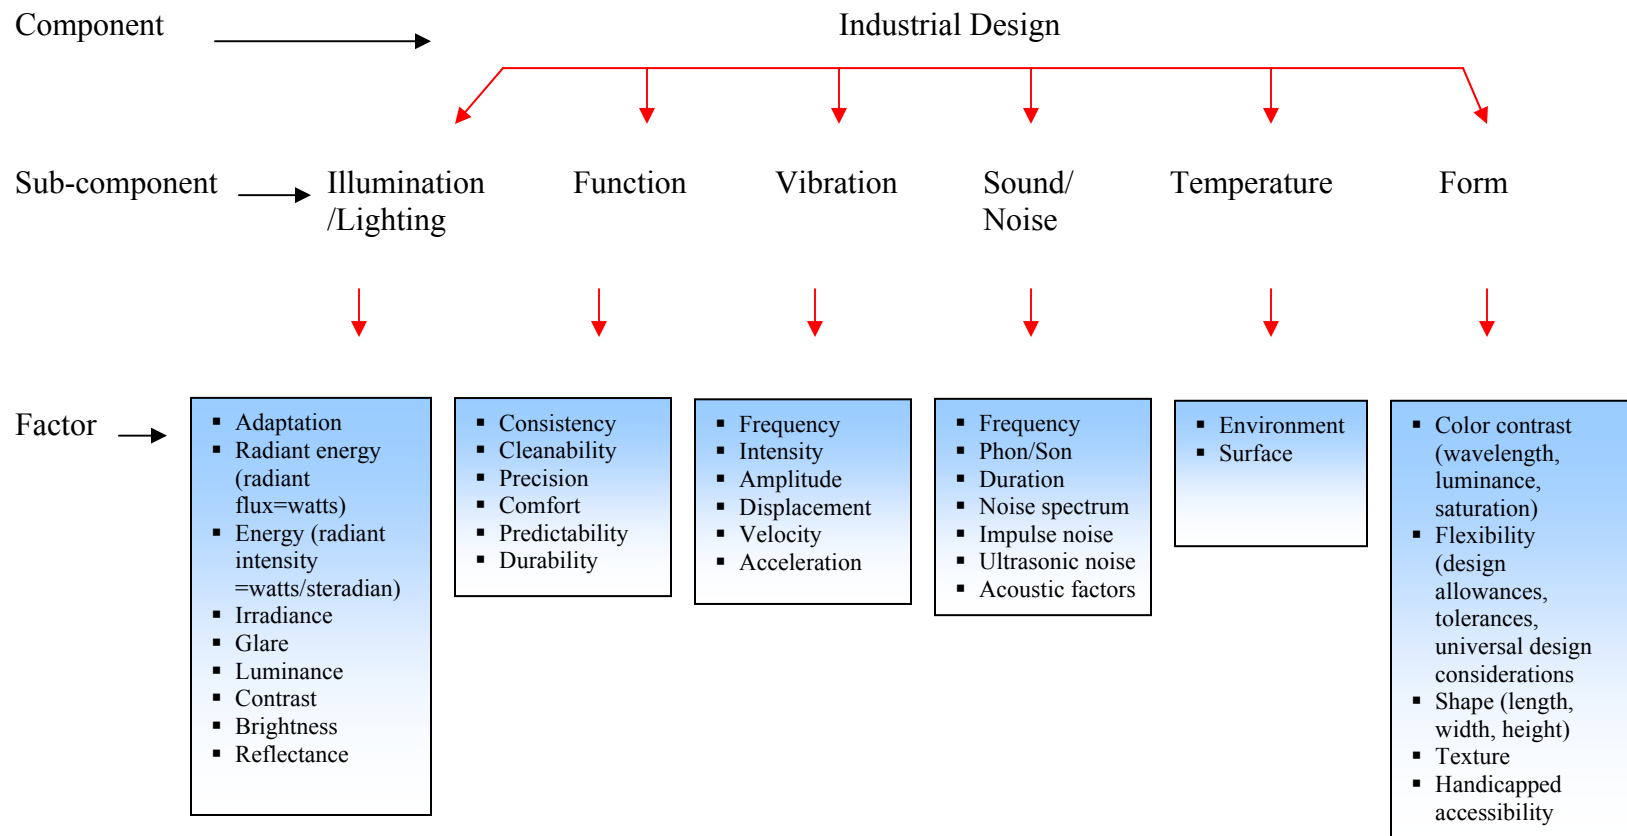 Component
Industrial Design
Sub-component
Illumination
/Lighting
Function
Vibration
Sound/
Noise
Temperature
Form
Factor
▪ Adaptation
▪ Radiant energy
(radiant
flux=watts)
▪ Energy (radiant
intensity
=watts/steradian)
▪ Irradiance
▪ Glare
▪ Luminance
▪ Contrast
▪ Brightness
▪ Reflectance
▪ Consistency
▪ Cleanability
▪ Precision
▪ Comfort
▪ Predictability
▪ Durability
▪ Frequency
▪ Intensity
▪ Amplitude
▪ Displacement
▪ Velocity
▪ Acceleration
▪ Frequency
▪ Phon/Son
▪ Duration
▪ Noise spectrum
▪ Impulse noise
▪ Ultrasonic noise
▪ Acoustic factors
▪ Environment
▪ Surface
▪ Color contrast
(wavelength,
luminance,
saturation)
▪ Flexibility
(design
allowances,
tolerances,
universal design
considerations
▪ Shape (length,
width, height)
▪ Texture
▪ Handicapped
accessibility